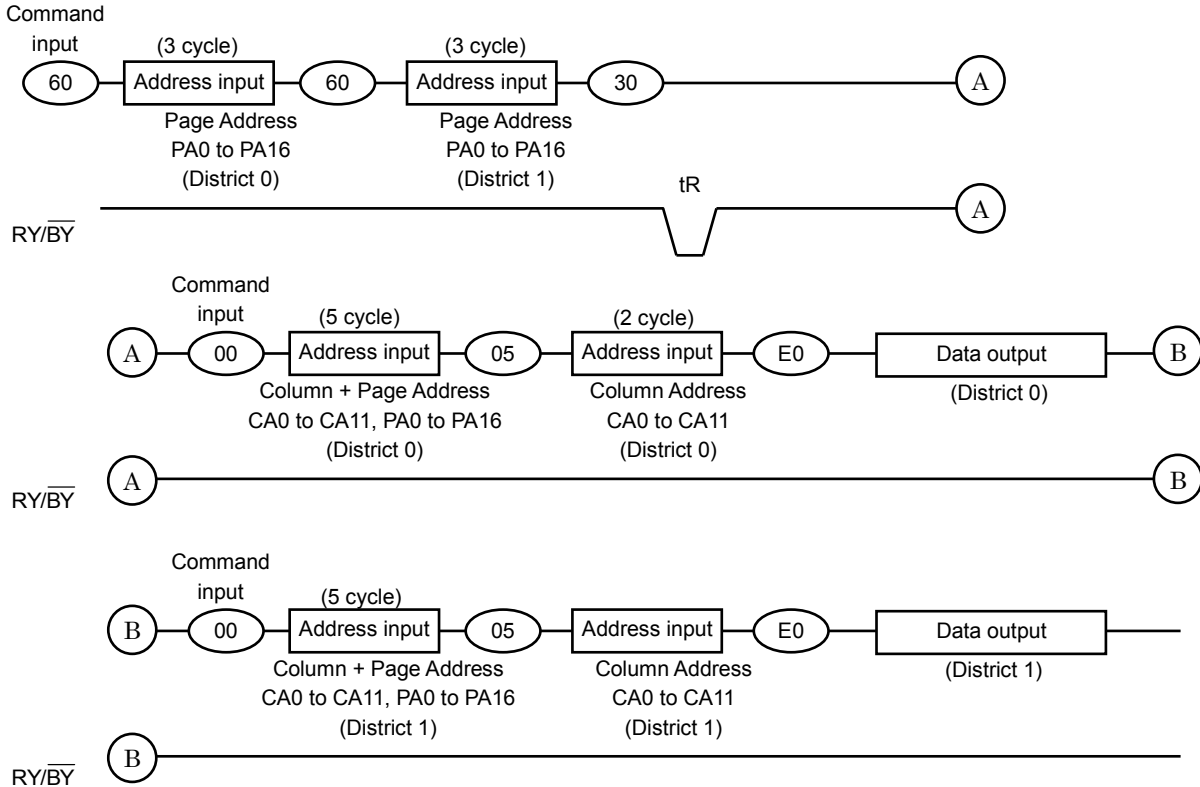 Command
input
(3 cycle) (3 cycle)
60 Address input 60 Address input 30 A
Page Address Page Address
PA0 to PA16 PA0 to PA16
(District 0) (District 1)
tR
RY/BY A
Command
input
(5 cycle) (2 cycle)
A 00 Address input 05 Address input E0 Data output B
Column + Page Address Column Address (District 0)
CA0 to CA11, PA0 to PA16 CA0 to CA11
(District 0) (District 0)
RY/BY A B
Command
input
(5 cycle)
B 00 Address input 05 Address input E0 Data output
Column + Page Address Column Address (District 1)
CA0 to CA11, PA0 to PA16 CA0 to CA11
(District 1) (District 1)
RY/BY B